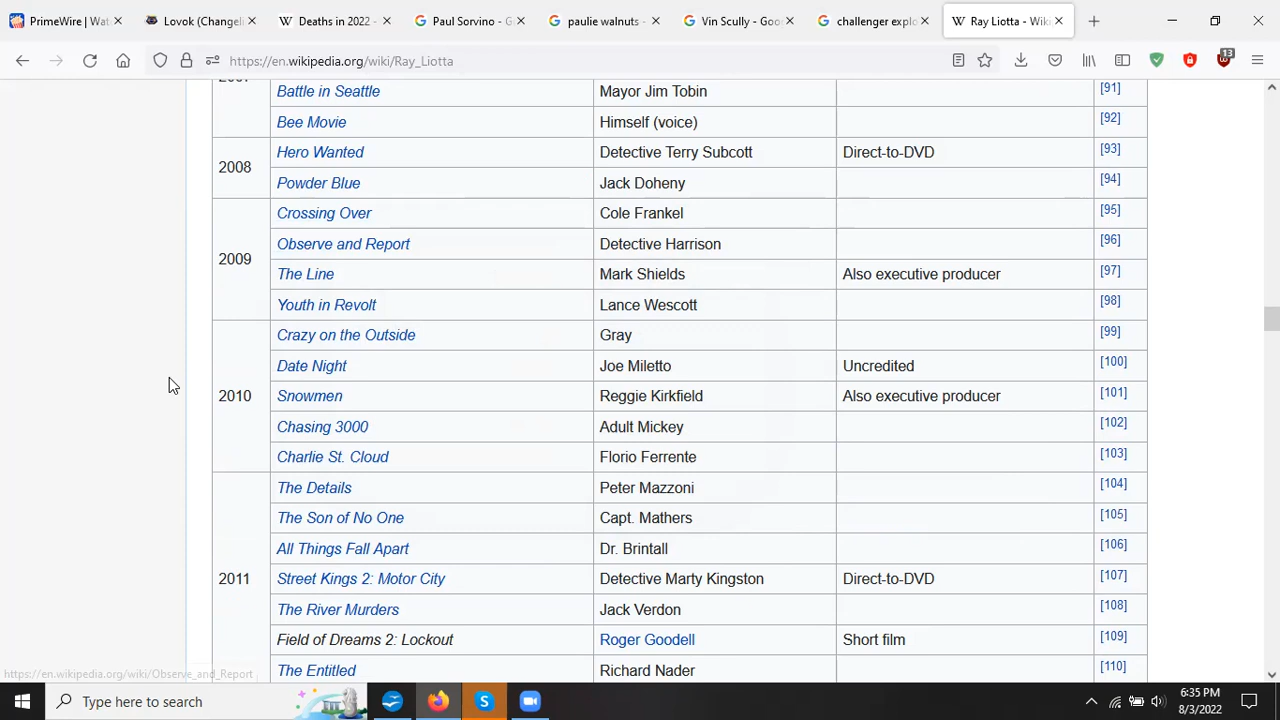 PrimeWire | Wat
Lovok (Changeli
Deaths in 2022 -
Paul Sorvino - Go
paulie walnuts -
Vin Scully - Goo
challenger explo
Ray Liotta - Wiki
https://en.wikipedia.org/wiki/Ray_Liotta
13
Battle in Seattle Mayor Jim Tobin [91]
Bee Movie Himself (voice) [92]
2008 Hero Wanted Detective Terry Subcott Direct-to-DVD [93]
Powder Blue Jack Doheny [94]
2009 Crossing Over Cole Frankel [95]
Observe and Report Detective Harrison [96]
The Line Mark Shields Also executive producer [97]
Youth in Revolt Lance Wescott [98]
2010 Crazy on the Outside Gray [99]
Date Night Joe Miletto Uncredited [100]
Snowmen Reggie Kirkfield Also executive producer [101]
Chasing 3000 Adult Mickey [102]
Charlie St. Cloud Florio Ferrente [103]
2011 The Details Peter Mazzoni [104]
The Son of No One Capt. Mathers [105]
All Things Fall Apart Dr. Brintall [106]
Street Kings 2: Motor City Detective Marty Kingston Direct-to-DVD [107]
The River Murders Jack Verdon [108]
Field of Dreams 2: Lockout Roger Goodell Short film [109]
The Entitled Richard Nader [110]
https://en.wikipedia.org/wiki/Observe_and_Report
Type here to search
6:35 PM
8/3/2022